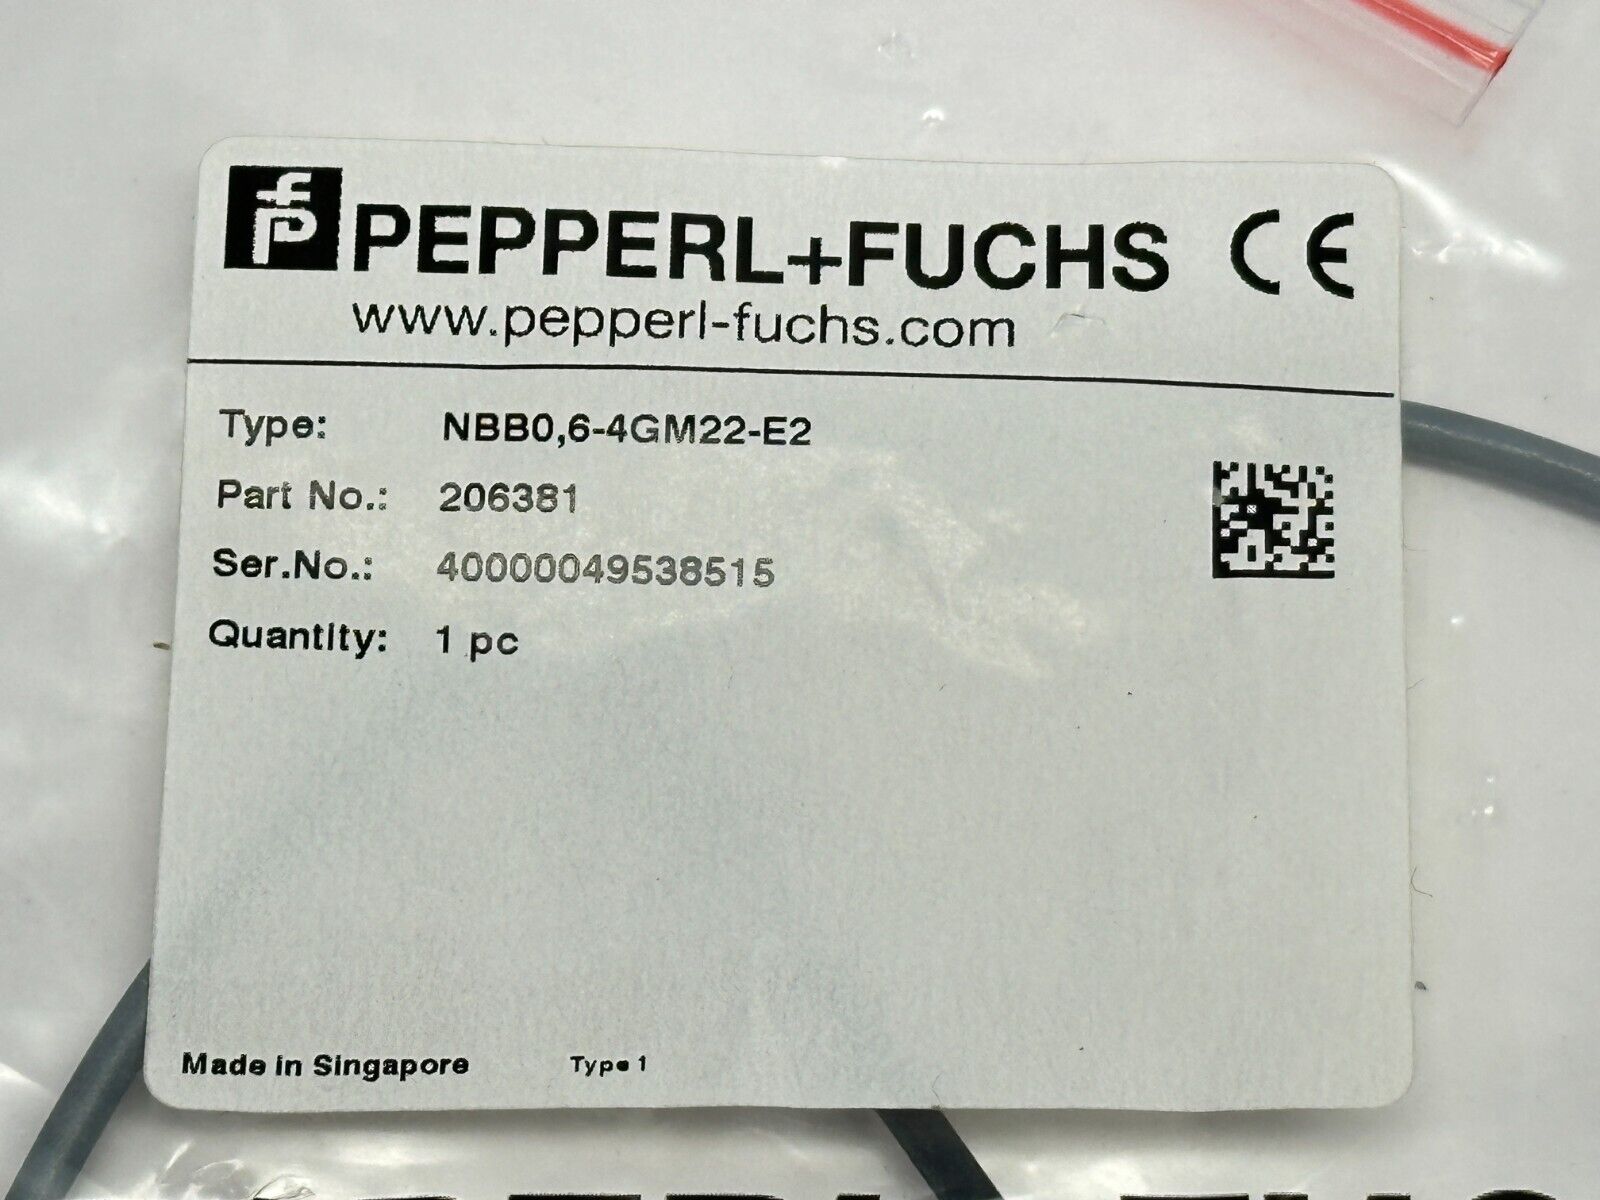 PEPPERL+FUCHS CE
www.pepperl-fuchs.com
Type: NBB0,6-4GM22-E2
Part No.: 206381
Ser.No.: 40000049538515
Quantity: 1 pc
Made in Singapore Type 1